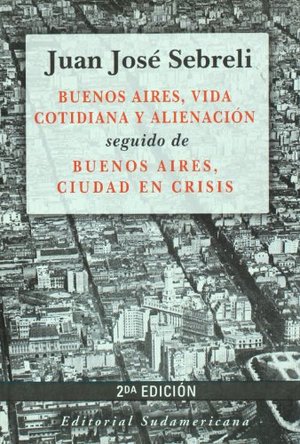 Juan José Sebreli
BUENOS AIRES, VIDA
COTIDIANA Y ALIENACIÓN
seguido de
BUENOS AIRES,
CIUDAD EN CRISIS
2DA EDICIÓN
Editorial Sudamericana